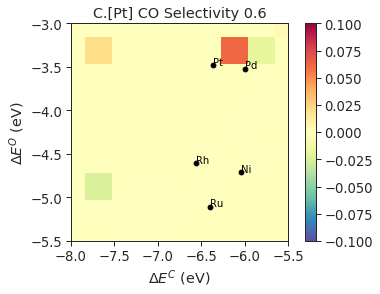 C.[Pt] CO Selectivity 0.6
−3.0
−3.5
−4.0
−4.5
−5.0
−5.5
ΔE^O (eV)
Pt
Pd
Rh
Ni
Ru
−8.0 −7.5 −7.0 −6.5 −6.0 −5.5
ΔE^C (eV)
0.100
0.075
0.050
0.025
0.000
−0.025
−0.050
−0.075
−0.100